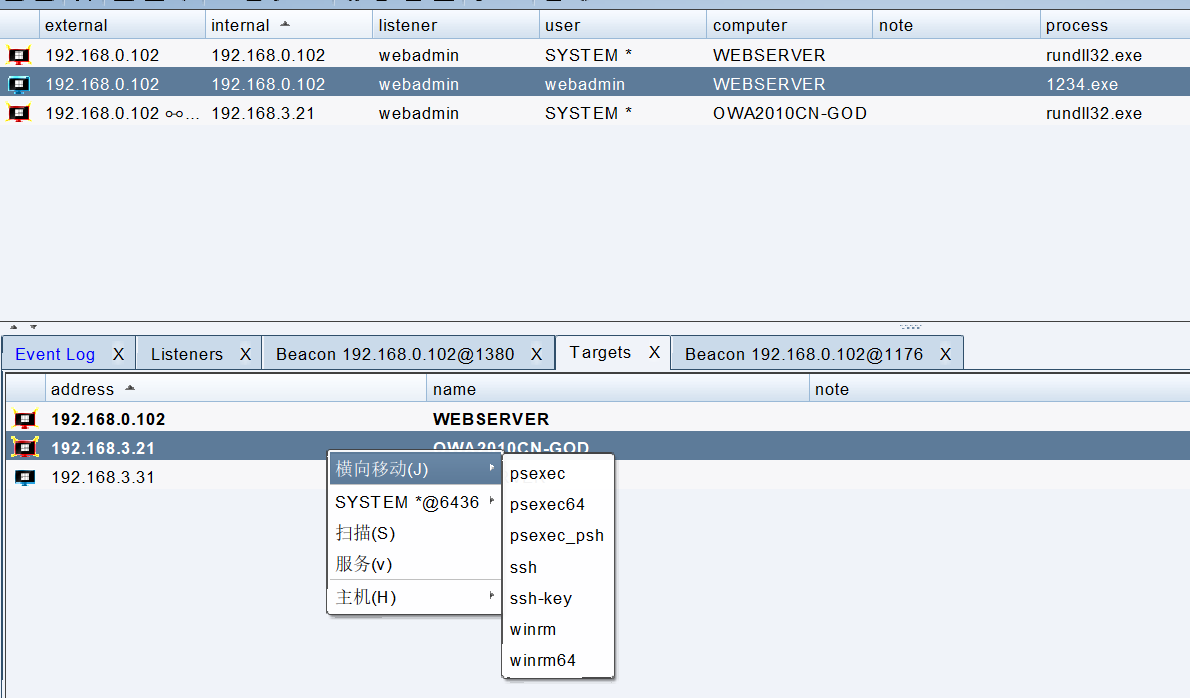 external internal listener user computer note process
192.168.0.102 192.168.0.102 webadmin SYSTEM * WEBSERVER rundll32.exe
192.168.0.102 192.168.0.102 webadmin webadmin WEBSERVER 1234.exe
192.168.0.102 ... 192.168.3.21 webadmin SYSTEM * OWA2010CN-GOD rundll32.exe
Event Log X Listeners X Beacon 192.168.0.102@1380 X Targets X Beacon 192.168.0.102@1176 X
address name note
192.168.0.102 WEBSERVER
192.168.3.21 OWA2010CN-GOD
192.168.3.31
横向移动(J)
SYSTEM *@6436
扫描(S)
服务(v)
主机(H)
psexec
psexec64
psexec_psh
ssh
ssh-key
winrm
winrm64